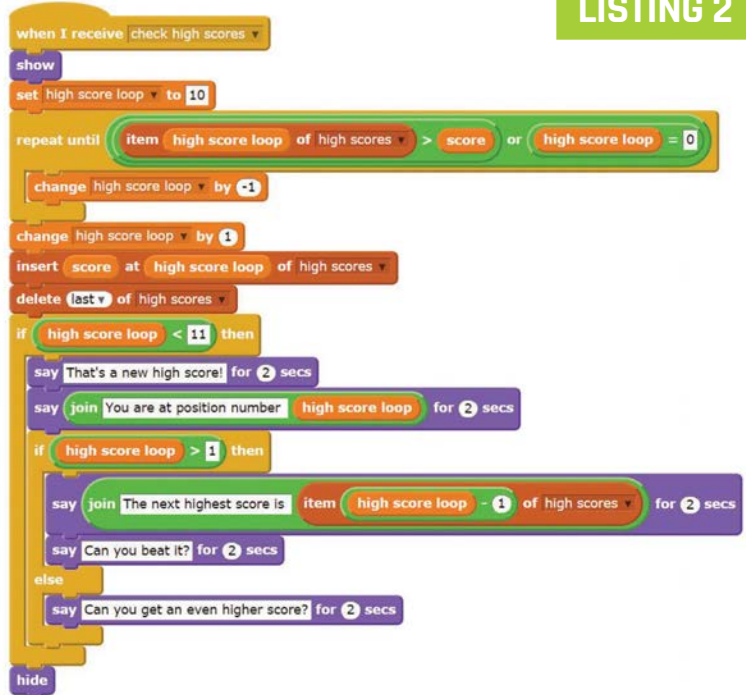 LISTING 2
when I receive check high scores
show
set high score loop to 10
repeat until item high score loop of high scores > score or high score loop = 0
change high score loop by -1
change high score loop by 1
insert score at high score loop of high scores
delete last of high scores
if high score loop < 11 then
say That's a new high score! for 2 secs
say join You are at position number high score loop for 2 secs
if high score loop > 1 then
say join The next highest score is item high score loop - 1 of high scores for 2 secs
say Can you beat it? for 2 secs
else
say Can you get an even higher score? for 2 secs
hide